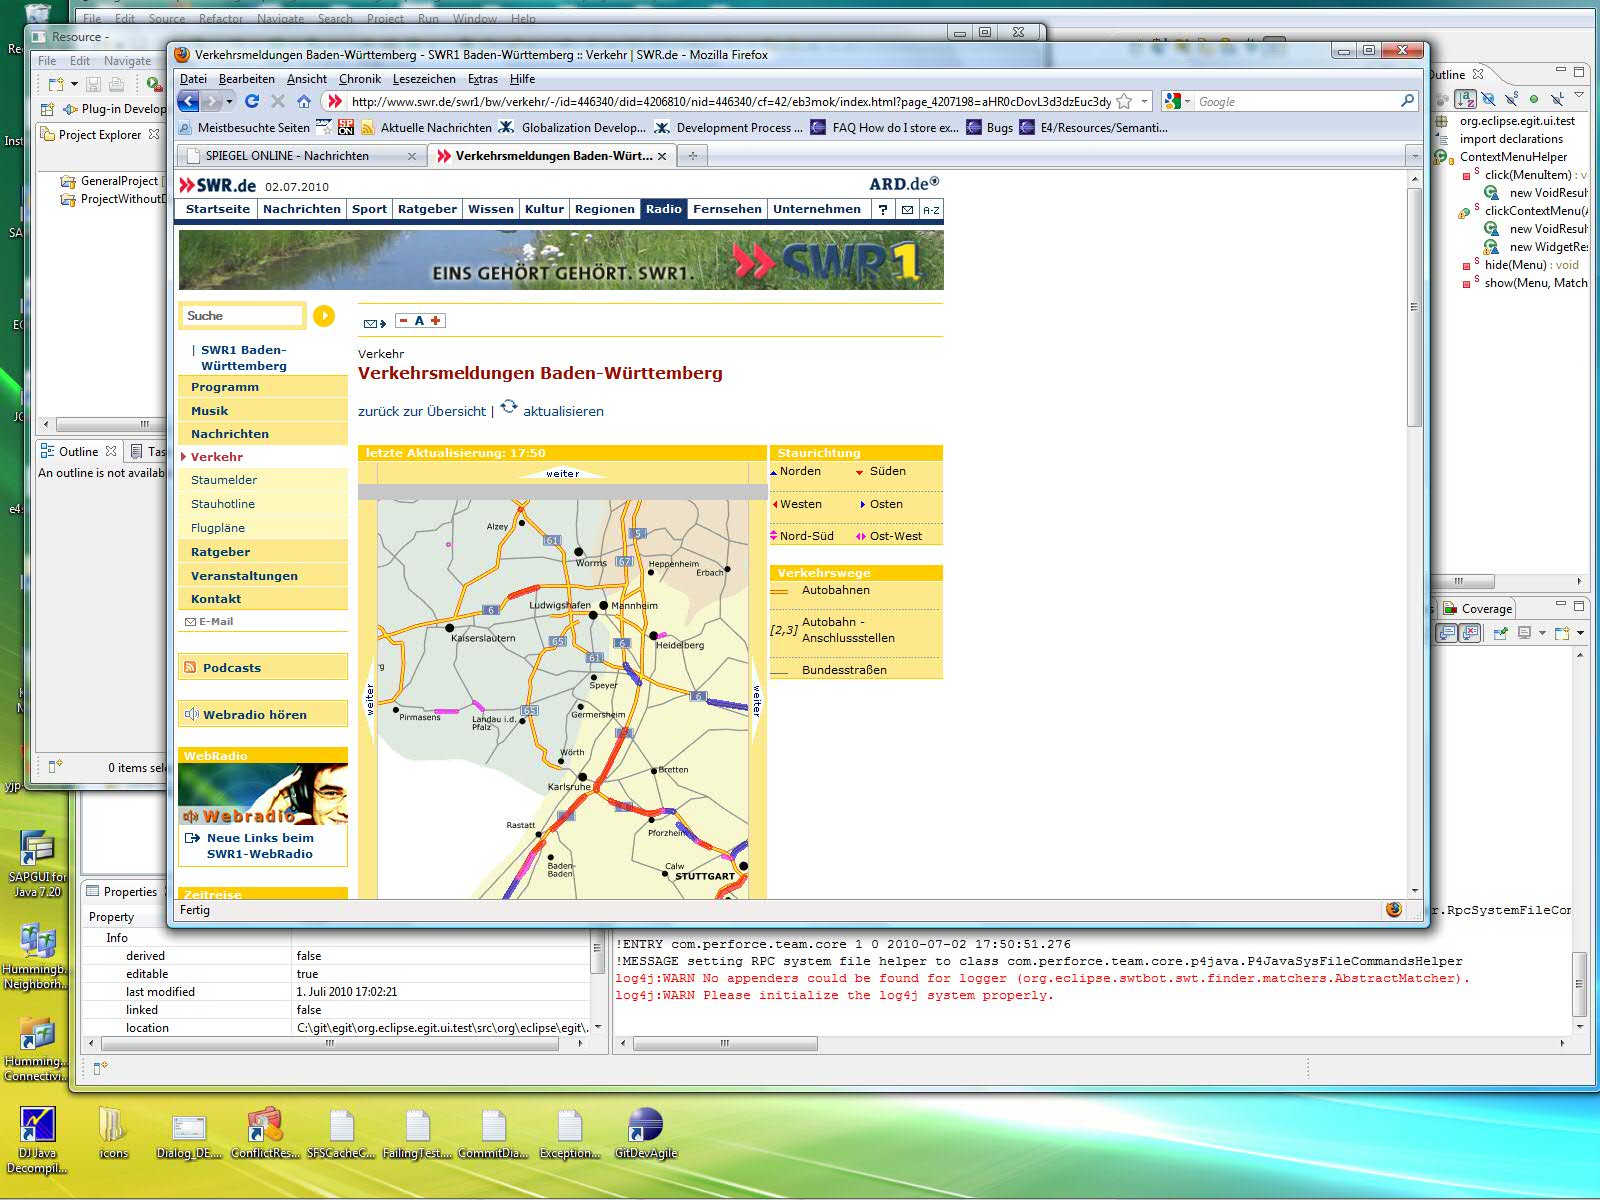 File Edit Source Refactor Navigate Search Project Run Window Help
Resource -
File Edit Navigate
Plug-in Develop
Project Explorer
GeneralProject
ProjectWithoutD
Outline Tas
An outline is not availab
0 items sele
Verkehrsmeldungen Baden-Württemberg - SWR1 Baden-Württemberg :: Verkehr | SWR.de - Mozilla Firefox
Datei Bearbeiten Ansicht Chronik Lesezeichen Extras Hilfe
http://www.swr.de/swr1/bw/verkehr/-/id=446340/did=4206810/nid=446340/cf=42/eb3mok/index.html?page_4207198=aHR0cDovL3d3dzEuc3dy
Google
Meistbesuchte Seiten SPON Aktuelle Nachrichten Globalization Develop... Development Process ... FAQ How do I store ex... Bugs E4/Resources/Semanti...
SPIEGEL ONLINE - Nachrichten Verkehrsmeldungen Baden-Würt...
SWR.de 02.07.2010 ARD.de
Startseite Nachrichten Sport Ratgeber Wissen Kultur Regionen Radio Fernsehen Unternehmen ? A-Z
EINS GEHÖRT GEHÖRT. SWR1. SWR1
Suche
- A +
| SWR1 Baden-
Württemberg
Programm
Musik
Nachrichten
Verkehr
Staumelder
Stauhotline
Flugpläne
Ratgeber
Veranstaltungen
Kontakt
E-Mail
Podcasts
Webradio hören
WebRadio
Webradio
Neue Links beim
SWR1-WebRadio
Zeitreise
Verkehr
Verkehrsmeldungen Baden-Württemberg
zurück zur Übersicht | aktualisieren
letzte Aktualisierung: 17:50
weiter
weiter
weiter
Alzey
61
5
Worms
67
Heppenheim
Erbach
6
Ludwigshafen
Mannheim
Kaiserslautern
65
6
Heidelberg
61
Speyer
6
Pirmasens
Landau i.d.
Pfalz
65
Germersheim
5
Wörth
Bretten
Karlsruhe
Rastatt
Pforzheim
Baden-
Baden
Calw
STUTTGART
Staurichtung
Norden Süden
Westen Osten
Nord-Süd Ost-West
Verkehrswege
Autobahnen
[2,3] Autobahn -
Anschlussstellen
Bundesstraßen
Fertig
Outline
org.eclipse.egit.ui.test
import declarations
ContextMenuHelper
click(MenuItem) : v
new VoidResul
clickContextMenu(A
new VoidResul
new WidgetRes
hide(Menu) : void
show(Menu, Match
Coverage
Properties
Property
Info
derived false
editable true
last modified 1. Juli 2010 17:02:21
linked false
location C:\git\egit\org.eclipse.egit.ui.test\src\org\eclipse\egit\.
r.RpcSystemFileCom
!ENTRY com.perforce.team.core 1 0 2010-07-02 17:50:51.276
!MESSAGE setting RPC system file helper to class com.perforce.team.core.p4java.P4JavaSysFileCommandsHelper
log4j:WARN No appenders could be found for logger (org.eclipse.swtbot.swt.finder.matchers.AbstractMatcher).
log4j:WARN Please initialize the log4j system properly.
SAPGUI for
Java 7.20
Hummingb...
Neighborh...
Humming...
Connectivi...
DJ Java
Decompil...
icons
Dialog_DE....
ConflictRes...
SFSCacheC...
FailingTest....
CommitDia...
Exception...
GitDevAgile